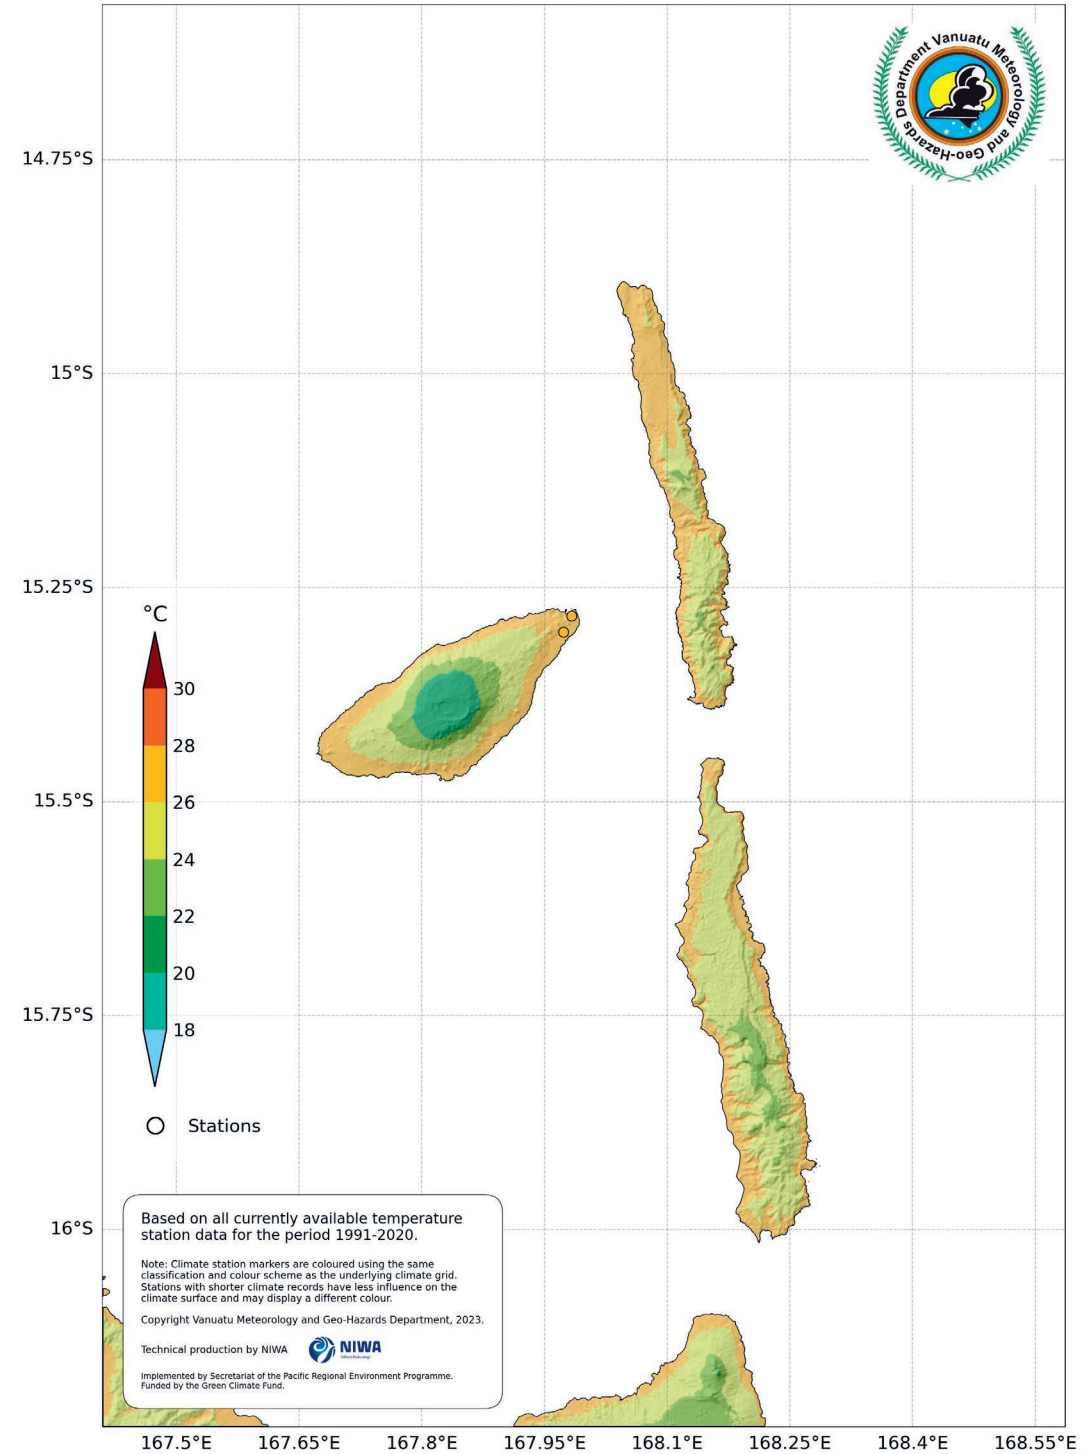 Vanuatu Meteorology and Geo-Hazards Department
14.75°S
15°S
15.25°S
15.5°S
15.75°S
16°S
°C
30
28
26
24
22
20
18
Stations
Based on all currently available temperature
station data for the period 1991-2020.
Note: Climate station markers are coloured using the same
classification and colour scheme as the underlying climate grid.
Stations with shorter climate records have less influence on the
climate surface and may display a different colour.
Copyright Vanuatu Meteorology and Geo-Hazards Department, 2023.
Technical production by NIWA
NIWA
Implemented by Secretariat of the Pacific Regional Environment Programme.
Funded by the Green Climate Fund.
167.5°E 167.65°E 167.8°E 167.95°E 168.1°E 168.25°E 168.4°E 168.55°E